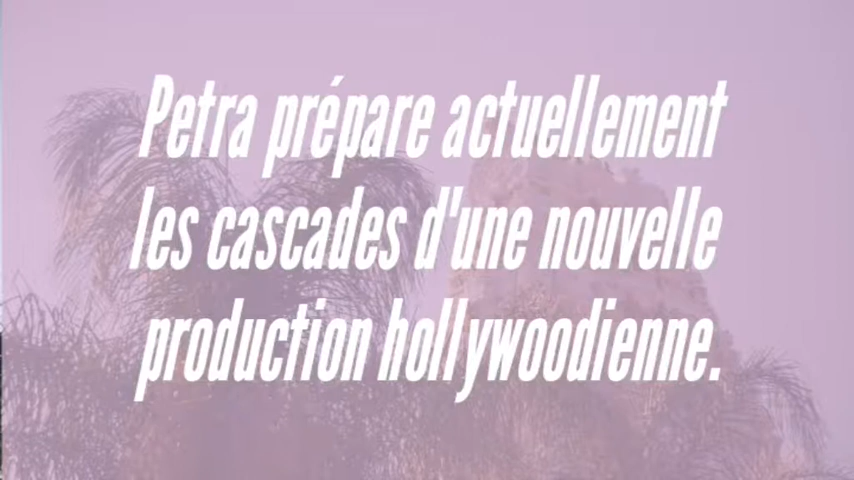 Petra prépare actuellement
les cascades d'une nouvelle
production hollywoodienne.